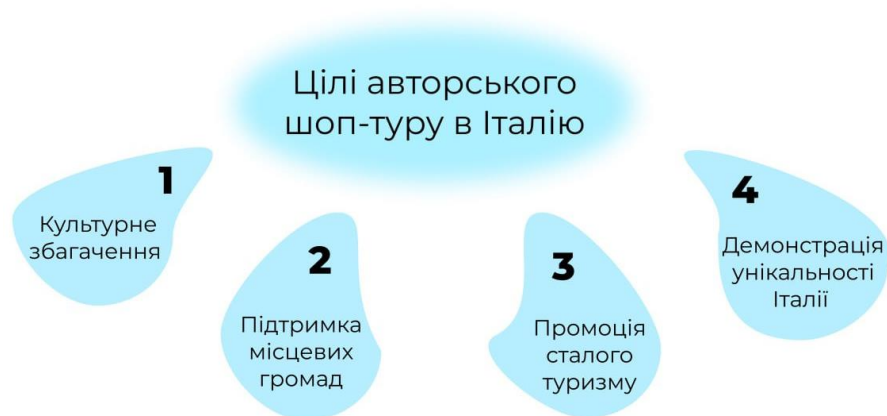 Цілі авторського
шоп-туру в Італію
1
Культурне
збагачення
2
Підтримка
місцевих
громад
3
Промоція
сталого
туризму
4
Демонстрація
унікальності
Італії